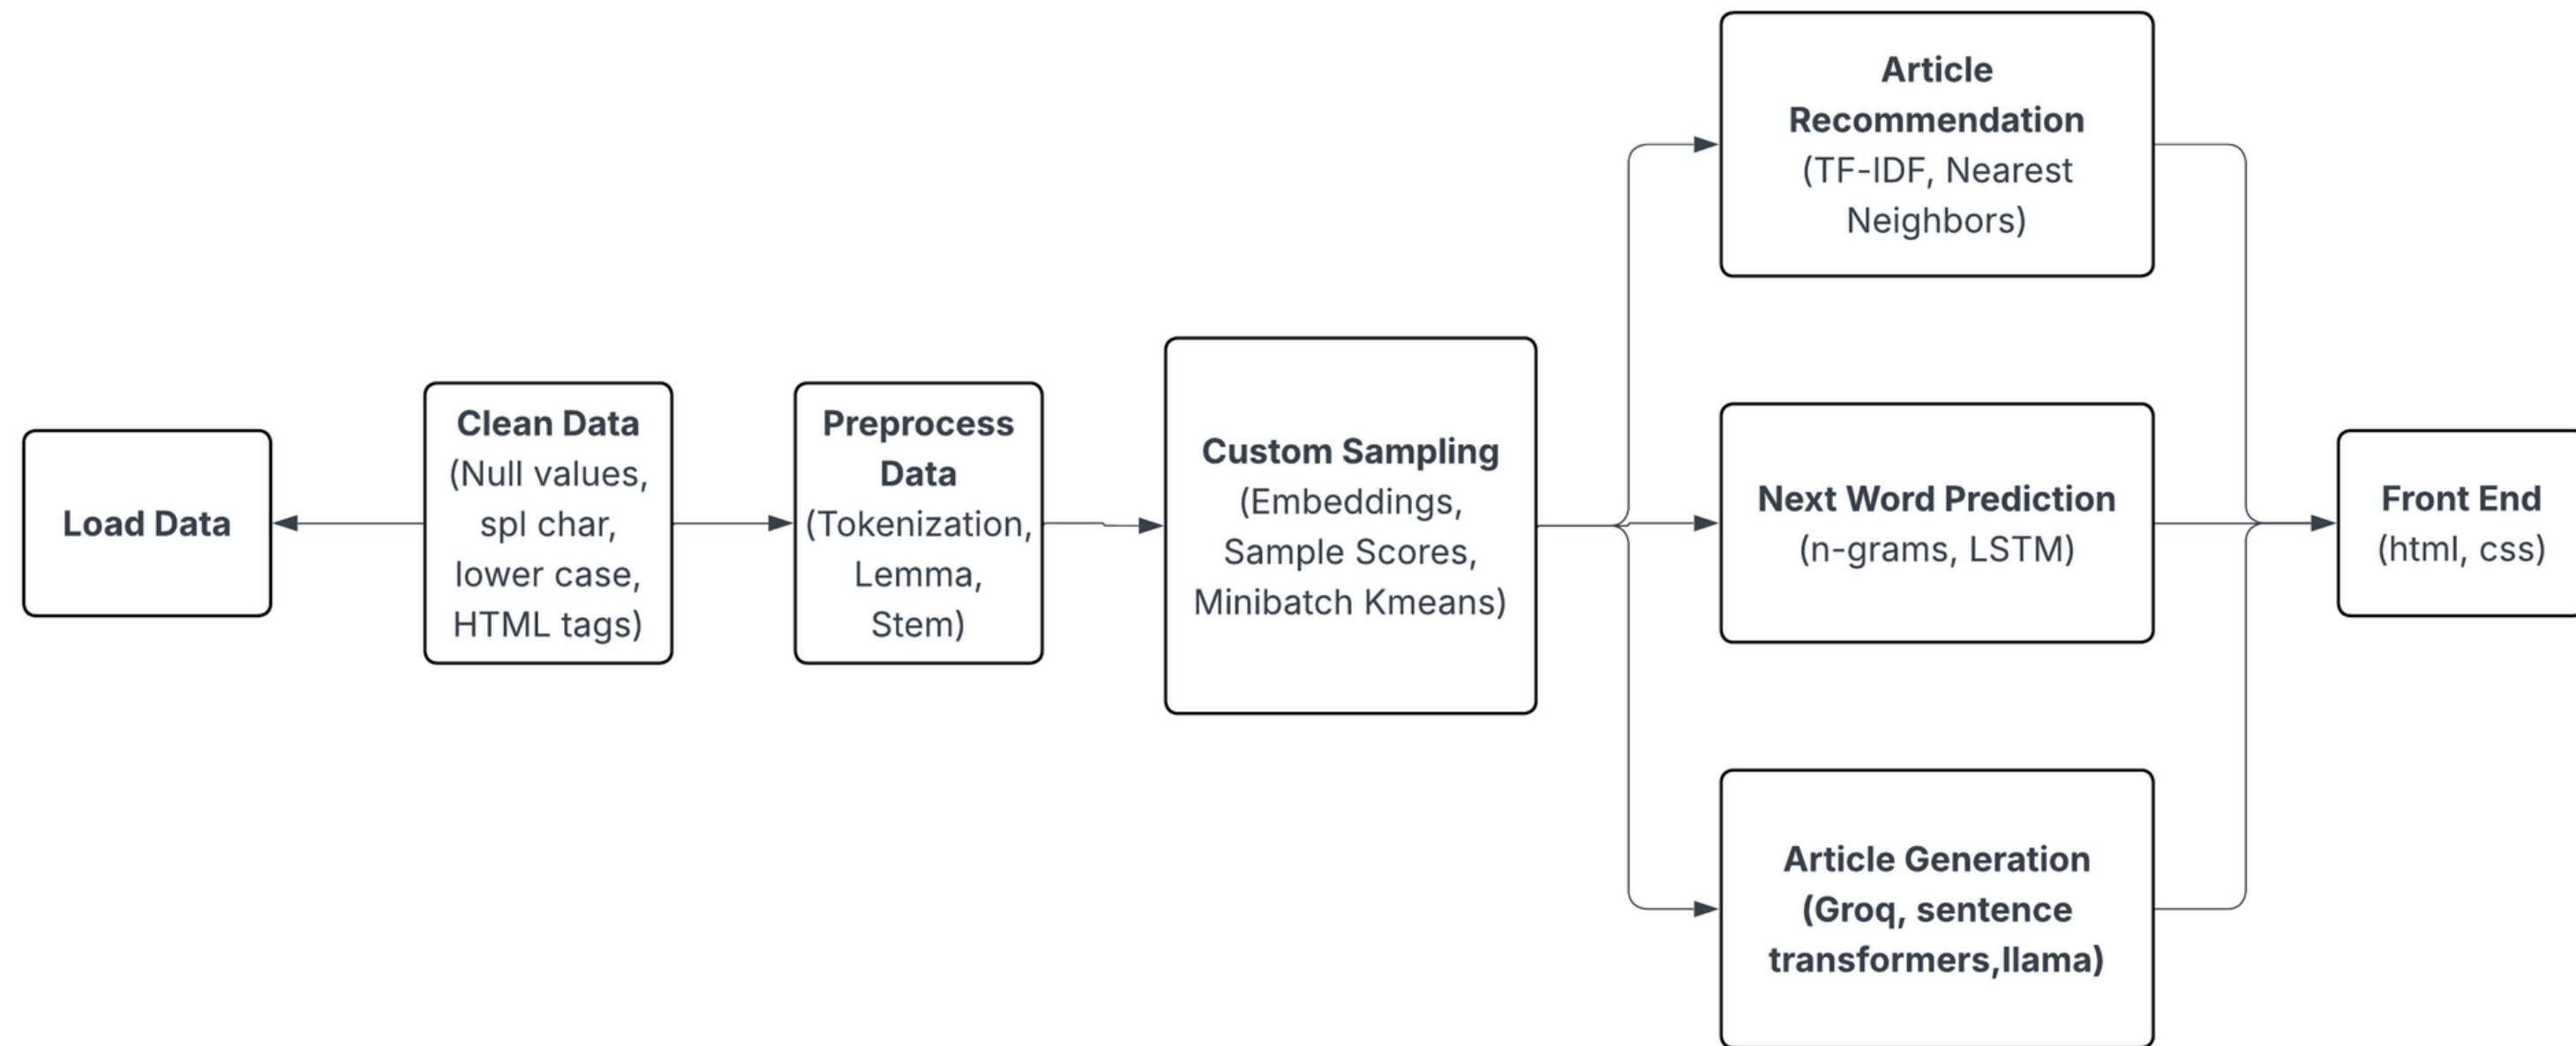 Load Data
Clean Data
(Null values,
spl char,
lower case,
HTML tags)
Preprocess
Data
(Tokenization,
Lemma,
Stem)
Custom Sampling
(Embeddings,
Sample Scores,
Minibatch Kmeans)
Article
Recommendation
(TF-IDF, Nearest
Neighbors)
Next Word Prediction
(n-grams, LSTM)
Article Generation
(Groq, sentence
transformers,llama)
Front End
(html, css)